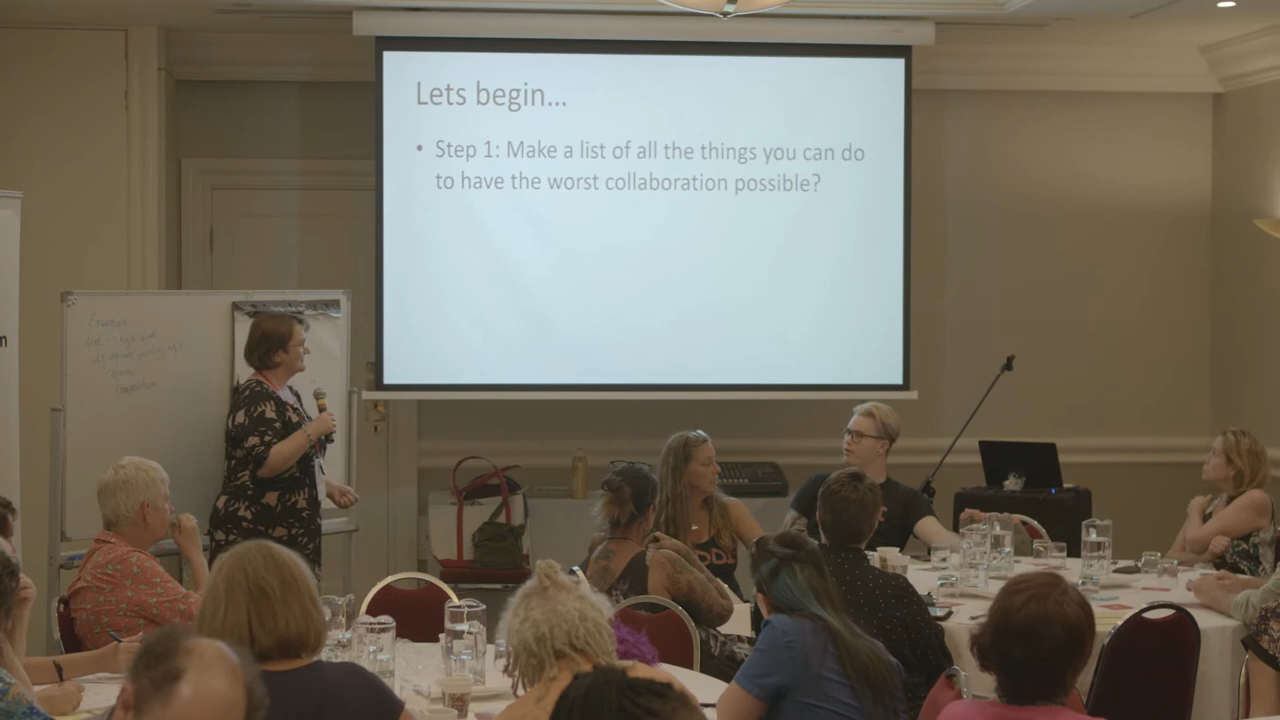 Lets begin...
• Step 1: Make a list of all the things you can do
to have the worst collaboration possible?